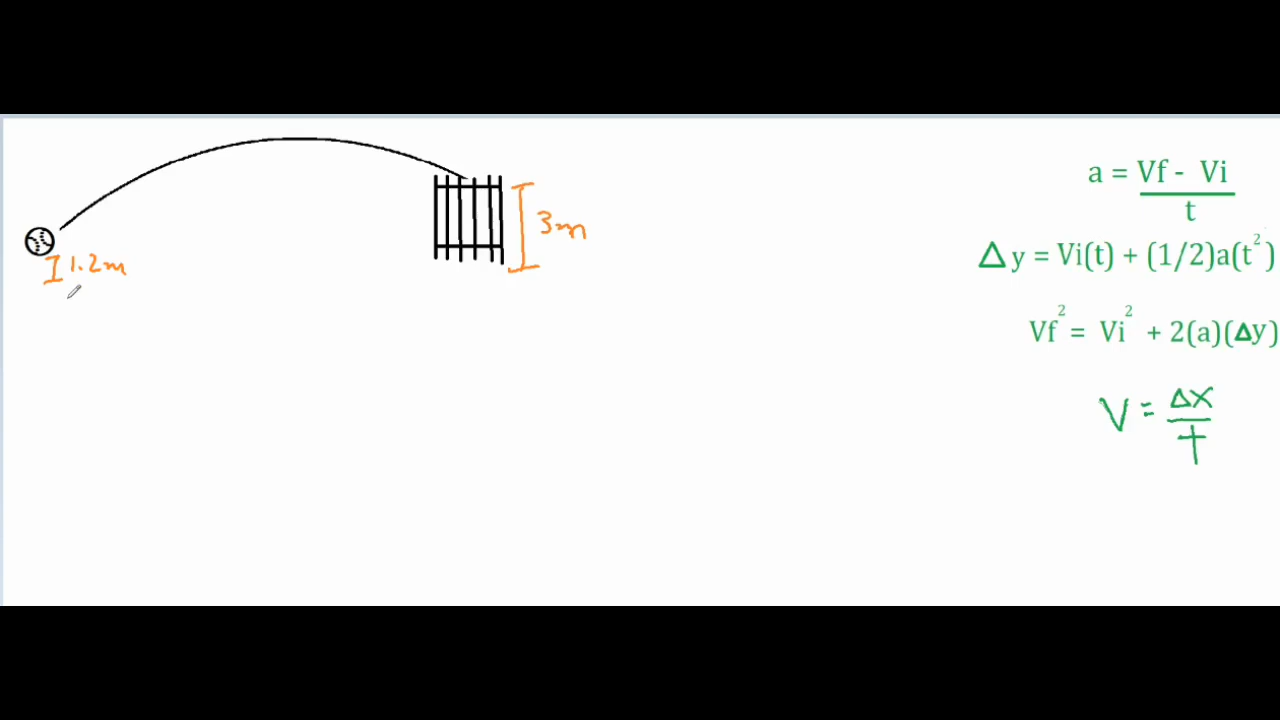 1.2m
3m
a = Vf - Vi
t
Δy = Vi(t) + (1/2)a(t²)
Vf² = Vi² + 2(a)(Δy)
V = Δx
t